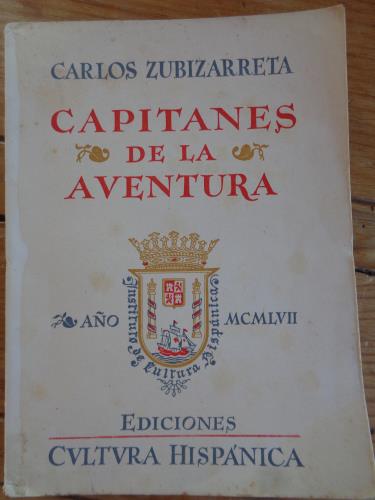 CARLOS ZUBIZARRETA
CAPITANES
DE LA
AVENTURA
Instituto de Cultura Hispánica
AÑO MCMLVII
EDICIONES
CVLTVRA HISPÁNICA